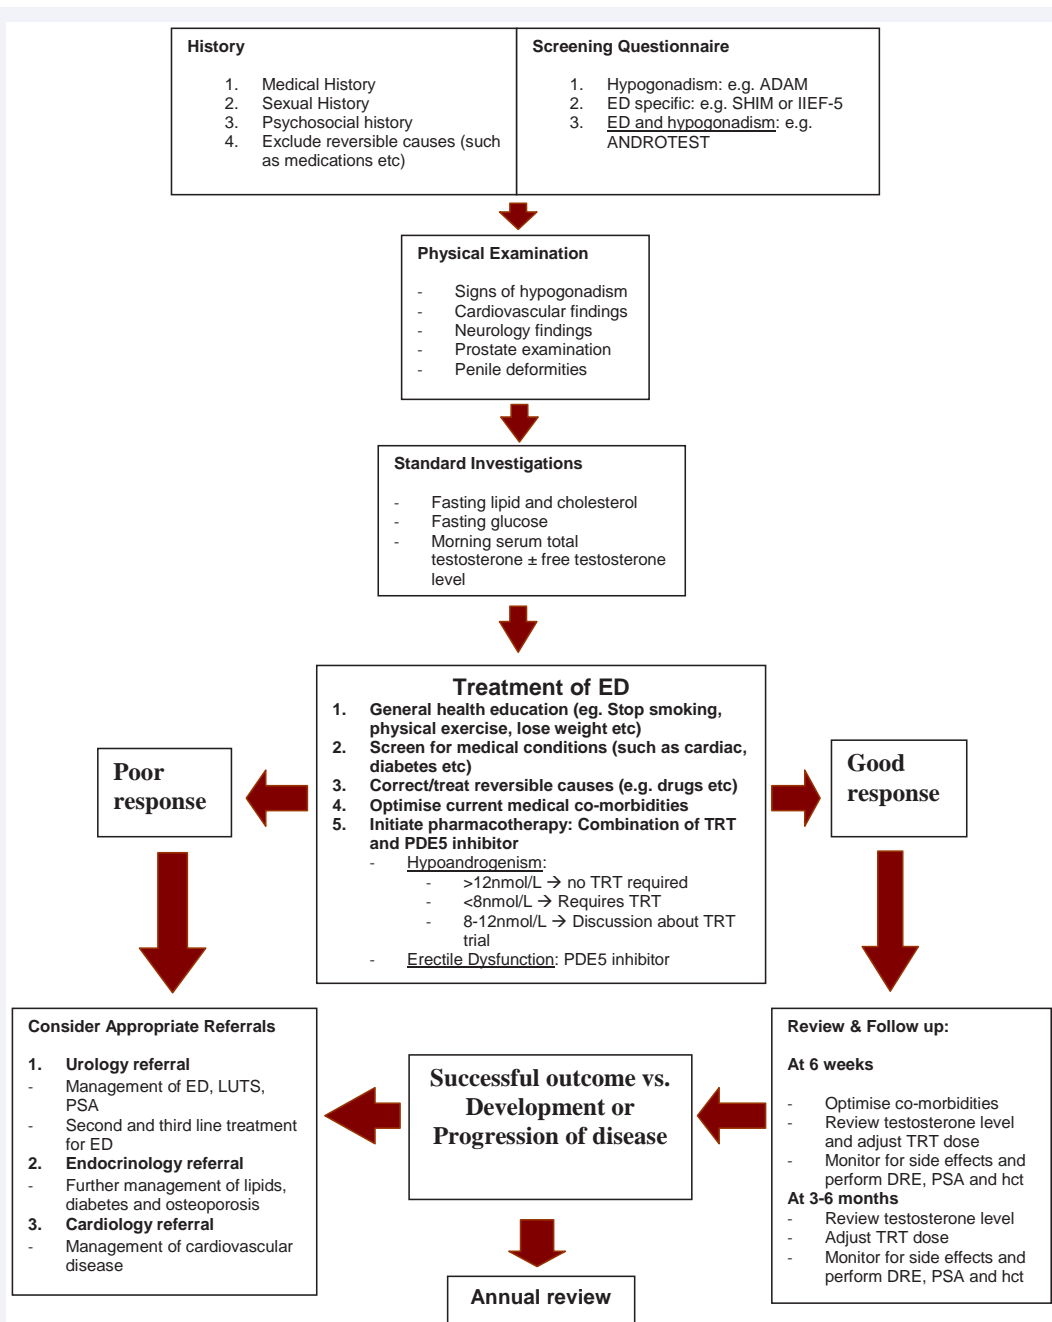 History
1. Medical History
2. Sexual History
3. Psychosocial history
4. Exclude reversible causes (such
as medications etc)
Screening Questionnaire
1. Hypogonadism: e.g. ADAM
2. ED specific: e.g. SHIM or IIEF-5
3. ED and hypogonadism: e.g.
ANDROTEST
Physical Examination
- Signs of hypogonadism
- Cardiovascular findings
- Neurology findings
- Prostate examination
- Penile deformities
Standard Investigations
- Fasting lipid and cholesterol
- Fasting glucose
- Morning serum total
testosterone ± free testosterone
level
Treatment of ED
1. General health education (eg. Stop smoking,
physical exercise, lose weight etc)
2. Screen for medical conditions (such as cardiac,
diabetes etc)
3. Correct/treat reversible causes (e.g. drugs etc)
4. Optimise current medical co-morbidities
5. Initiate pharmacotherapy: Combination of TRT
and PDE5 inhibitor
- Hypoandrogenism:
- >12nmol/L → no TRT required
- <8nmol/L → Requires TRT
- 8-12nmol/L → Discussion about TRT
trial
- Erectile Dysfunction: PDE5 inhibitor
Poor
response
Good
response
Consider Appropriate Referrals
1. Urology referral
- Management of ED, LUTS,
PSA
- Second and third line treatment
for ED
2. Endocrinology referral
- Further management of lipids,
diabetes and osteoporosis
3. Cardiology referral
- Management of cardiovascular
disease
Successful outcome vs.
Development or
Progression of disease
Review & Follow up:
At 6 weeks
- Optimise co-morbidities
- Review testosterone level
and adjust TRT dose
- Monitor for side effects and
perform DRE, PSA and hct
At 3-6 months
- Review testosterone level
- Adjust TRT dose
- Monitor for side effects and
perform DRE, PSA and hct
Annual review